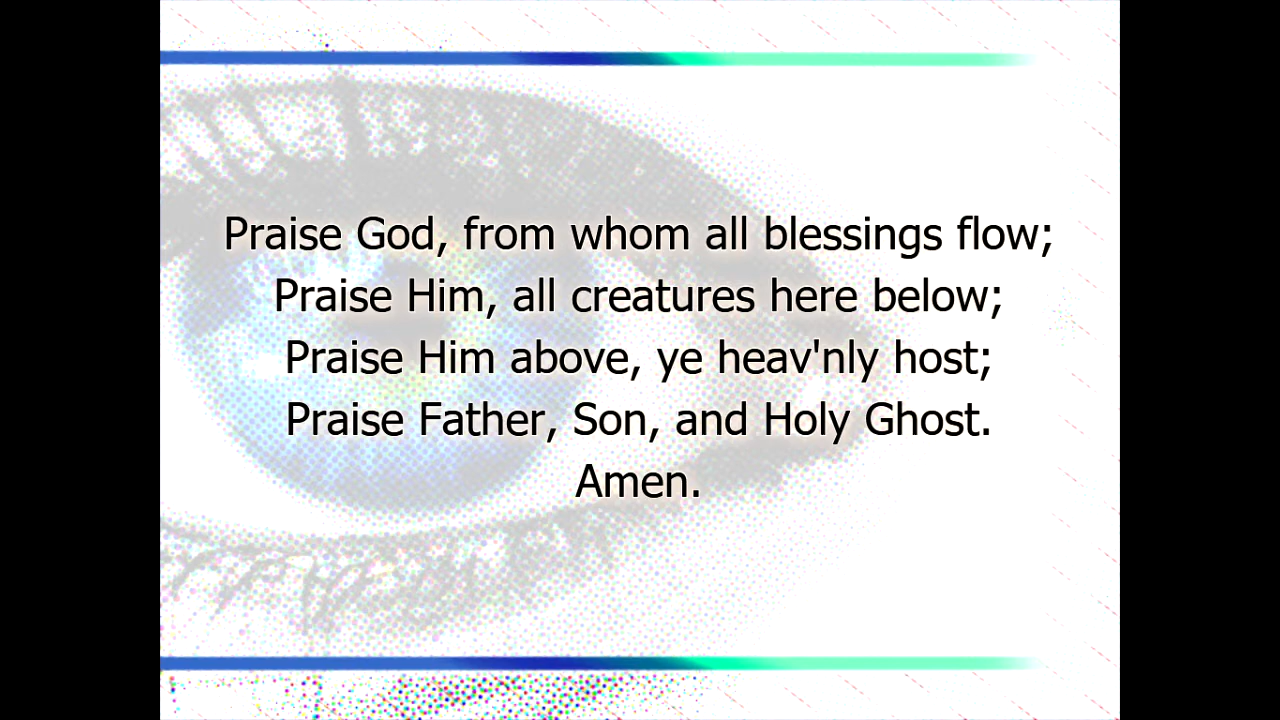 Praise God, from whom all blessings flow;
Praise Him, all creatures here below;
Praise Him above, ye heav'nly host;
Praise Father, Son, and Holy Ghost.
Amen.